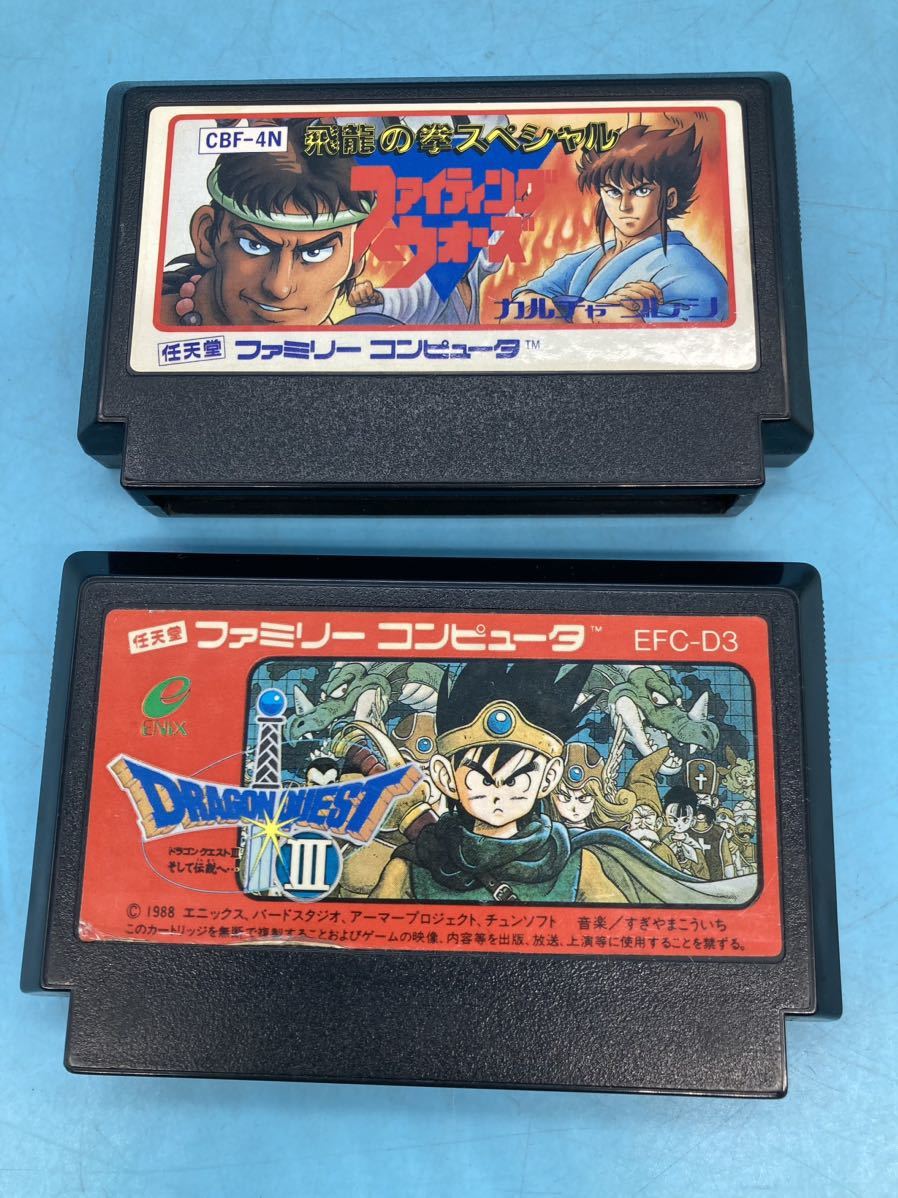 CBF-4N
飛龍の拳スペシャル
ファイティング
ウォーズ
カルチャーブレーン
任天堂 ファミリー コンピュータ™
任天堂 ファミリー コンピュータ™ EFC-D3
ENIX
DRAGON QUEST
III
ドラゴンクエストIII
そして伝説へ…
© 1988 エニックス、バードスタジオ、アーマープロジェクト、チュンソフト 音楽／すぎやまこういち
このカートリッジを無断で複製することおよびゲームの映像、内容等を出版、放送、上演等に使用することを禁ずる。